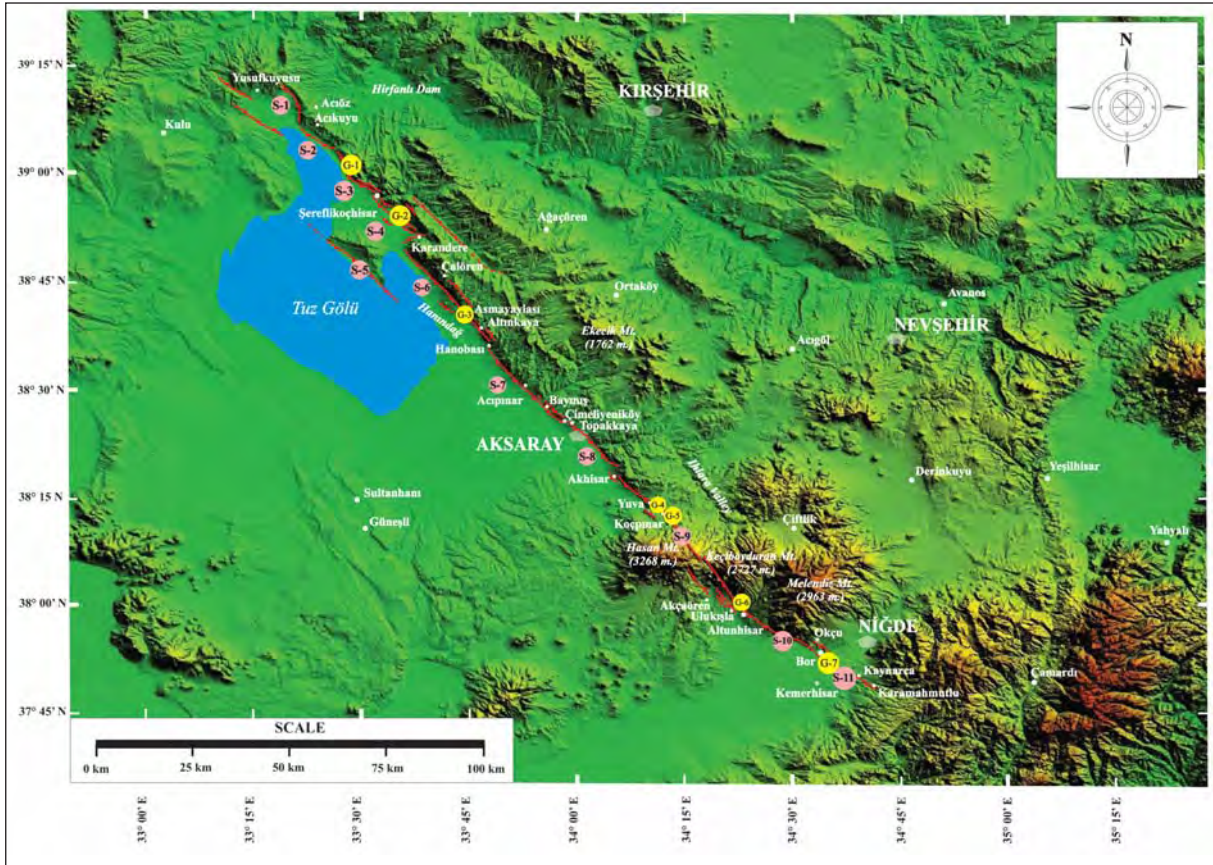 N
39° 15' N
39° 00' N
38° 45' N
38° 30' N
38° 15' N
38° 00' N
37° 45' N
Yusufkuyusu
Hirfanlı Dam
KIRŞEHİR
S-1
Acıöz
Acıkuyu
Kulu
S-2
G-1
S-3
Şereflikoçhisar
G-2
S-4
Ağaçören
Karandere
S-5
Çalören
S-6
Ortaköy
Avanos
Tuz Gölü
Hanındağ
G-3
Asmayaylası
Altınkaya
Ekecik Mt.
(1762 m.)
NEVŞEHİR
Hanobası
Acıgöl
S-7
Acıpınar
Baymış
Cimeliyeniköy
Topakkaya
AKSARAY
S-8
Akhisar
Ihlara Valley
Derinkuyu
Yeşilhisar
Sultanhanı
Güneşli
Yuva
G-4
Koçpınar
G-5
Çiftlik
Yahyalı
S-9
Hasan Mt.
(3268 m.)
Keçiboyduran Mt.
(2727 m.)
Melendiz Mt.
(2963 m.)
Akçaören
G-6
Ulukışla
Altunhisar
S-10
Okçu
NİĞDE
Bor
G-7
S-11
Kaynarca
Kemerhisar
Karamahmutlu
Çamardı
SCALE
0 km
25 km
50 km
75 km
100 km
33° 00' E
33° 15' E
33° 30' E
33° 45' E
34° 00' E
34° 15' E
34° 30' E
34° 45' E
35° 00' E
35° 15' E